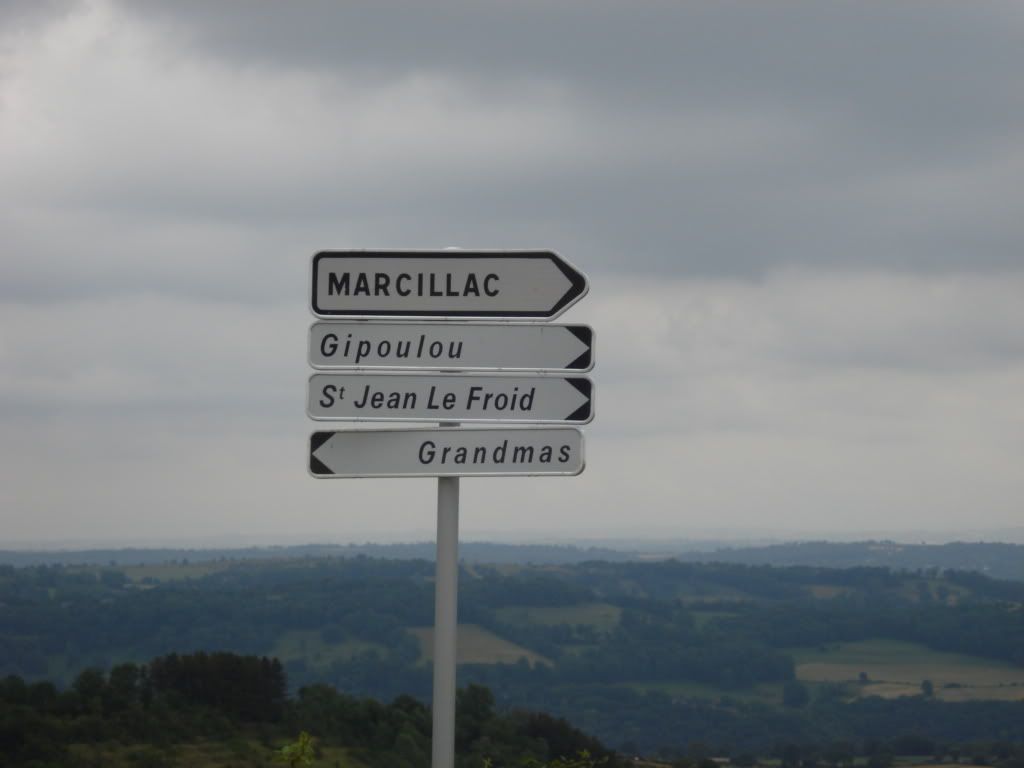 MARCILLAC
Gipoulou
St Jean Le Froid
Grandmas